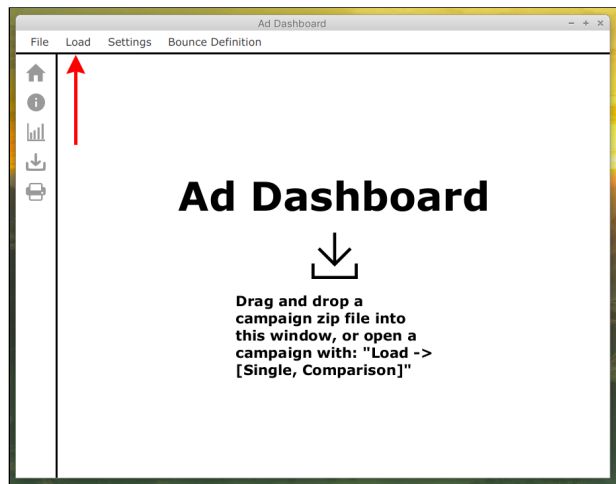 Ad Dashboard
File Load Settings Bounce Definition
Ad Dashboard
Drag and drop a
campaign zip file into
this window, or open a
campaign with: "Load ->
[Single, Comparison]"